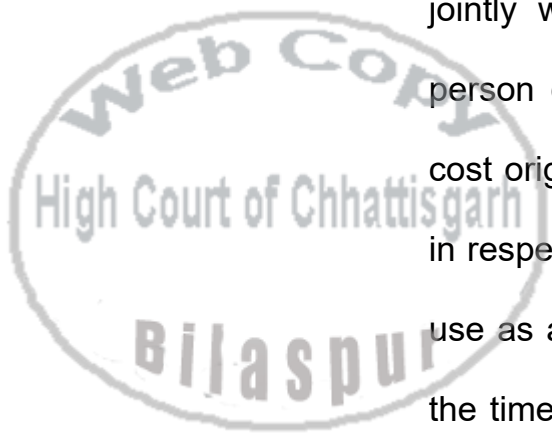 jointly w
Web Copy
person
cost orig
High Court of Chhattisgarh
in respe
use as a
Bilaspur
the time